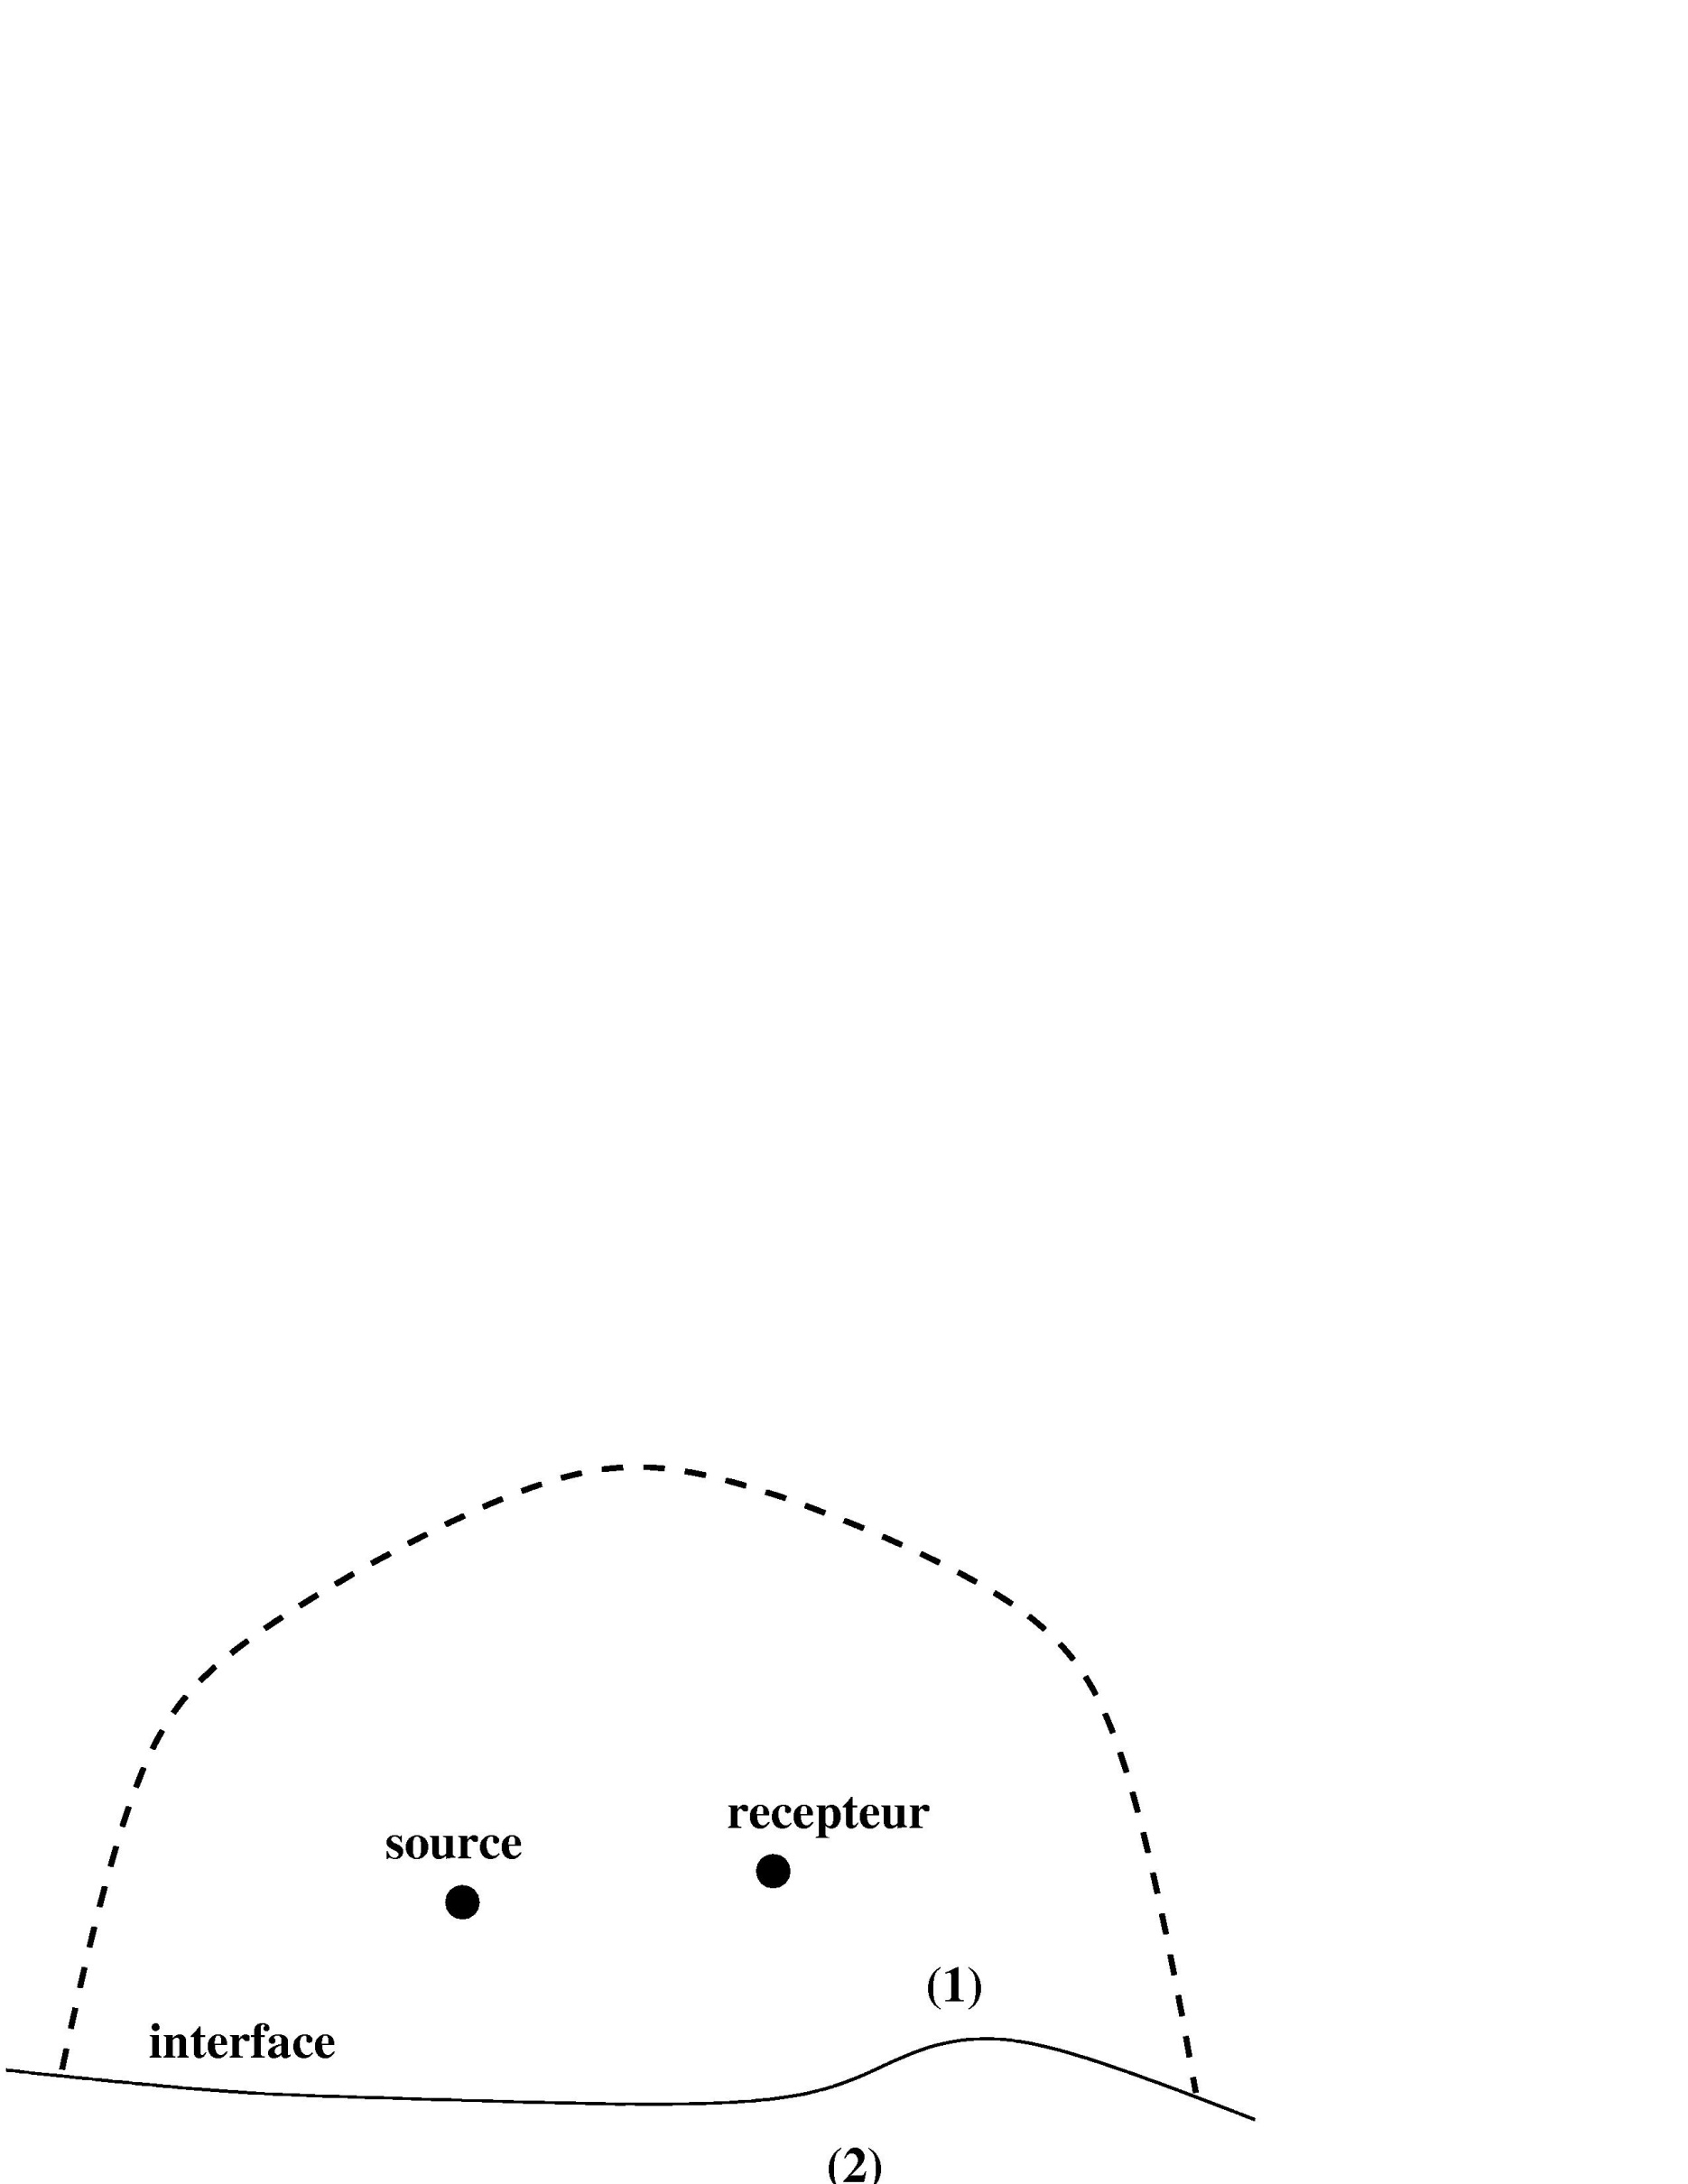 recepteur
source
(1)
interface
(2)